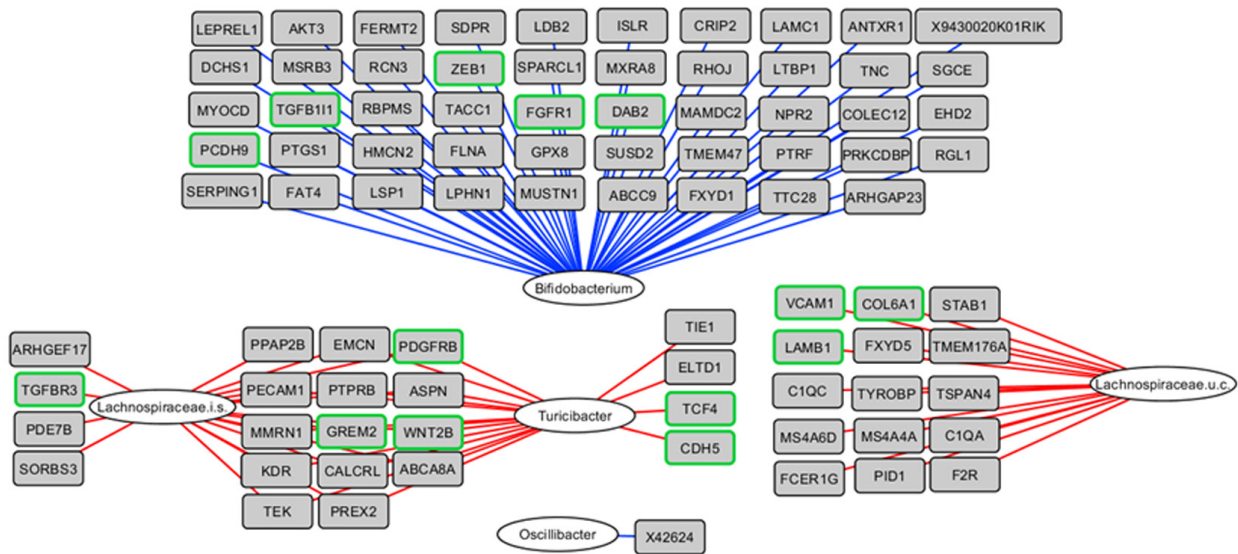 LEPREL1 AKT3 FERMT2 SDPR LDB2 ISLR CRIP2 LAMC1 ANTXR1 X9430020K01RIK
DCHS1 MSRB3 RCN3 ZEB1 SPARCL1 MXRA8 RHOJ LTBP1 TNC SGCE
MYOCD TGFB1I1 RBPMS TACC1 FGFR1 DAB2 MAMDC2 NPR2 COLEC12 EHD2
PCDH9 PTGS1 HMCN2 FLNA GPX8 SUSD2 TMEM47 PTRF PRKCDBP RGL1
SERPING1 FAT4 LSP1 LPHN1 MUSTN1 ABCC9 FXYD1 TTC28 ARHGAP23
Bifidobacterium
ARHGEF17
TGFBR3
PDE7B
SORBS3
Lachnospiraceae.i.s.
PPAP2B EMCN PDGFRB
PECAM1 PTPRB ASPN
MMRN1 GREM2 WNT2B
KDR CALCRL ABCA8A
TEK PREX2
Turicibacter
TIE1
ELTD1
TCF4
CDH5
VCAM1 COL6A1 STAB1
LAMB1 FXYD5 TMEM176A
C1QC TYROBP TSPAN4
MS4A6D MS4A4A C1QA
FCER1G PID1 F2R
Lachnospiraceae.u.c.
Oscillibacter X42624